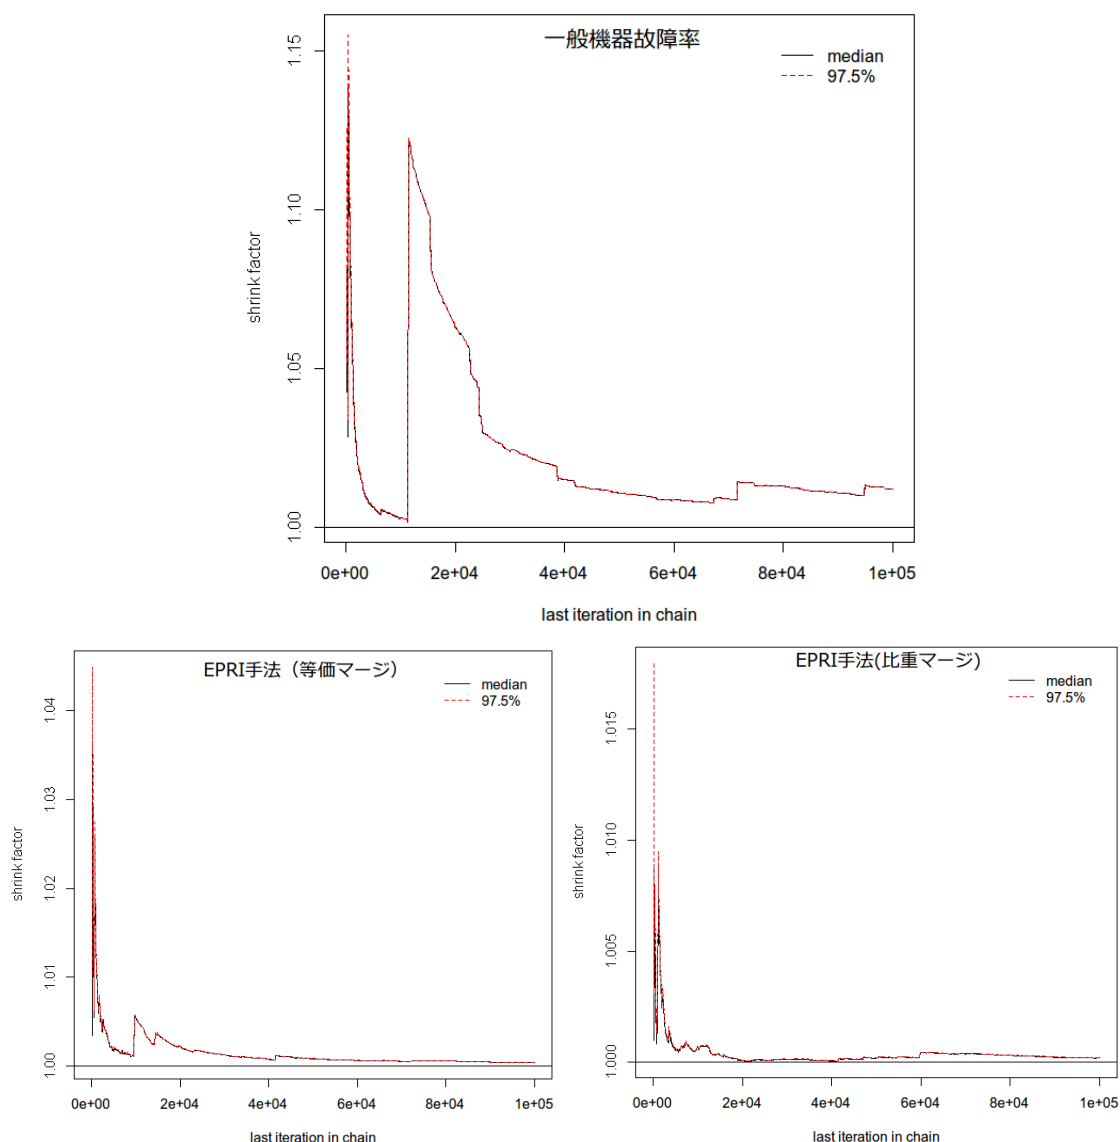 一般機器故障率
median
97.5%
shrink factor
1.15
1.10
1.05
1.00
0e+00 2e+04 4e+04 6e+04 8e+04 1e+05
last iteration in chain
EPRI手法（等価マージ）
median
97.5%
shrink factor
1.04
1.03
1.02
1.01
1.00
0e+00 2e+04 4e+04 6e+04 8e+04 1e+05
last iteration in chain
EPRI手法(比重マージ)
median
97.5%
shrink factor
1.015
1.010
1.005
1.000
0e+00 2e+04 4e+04 6e+04 8e+04 1e+05
last iteration in chain